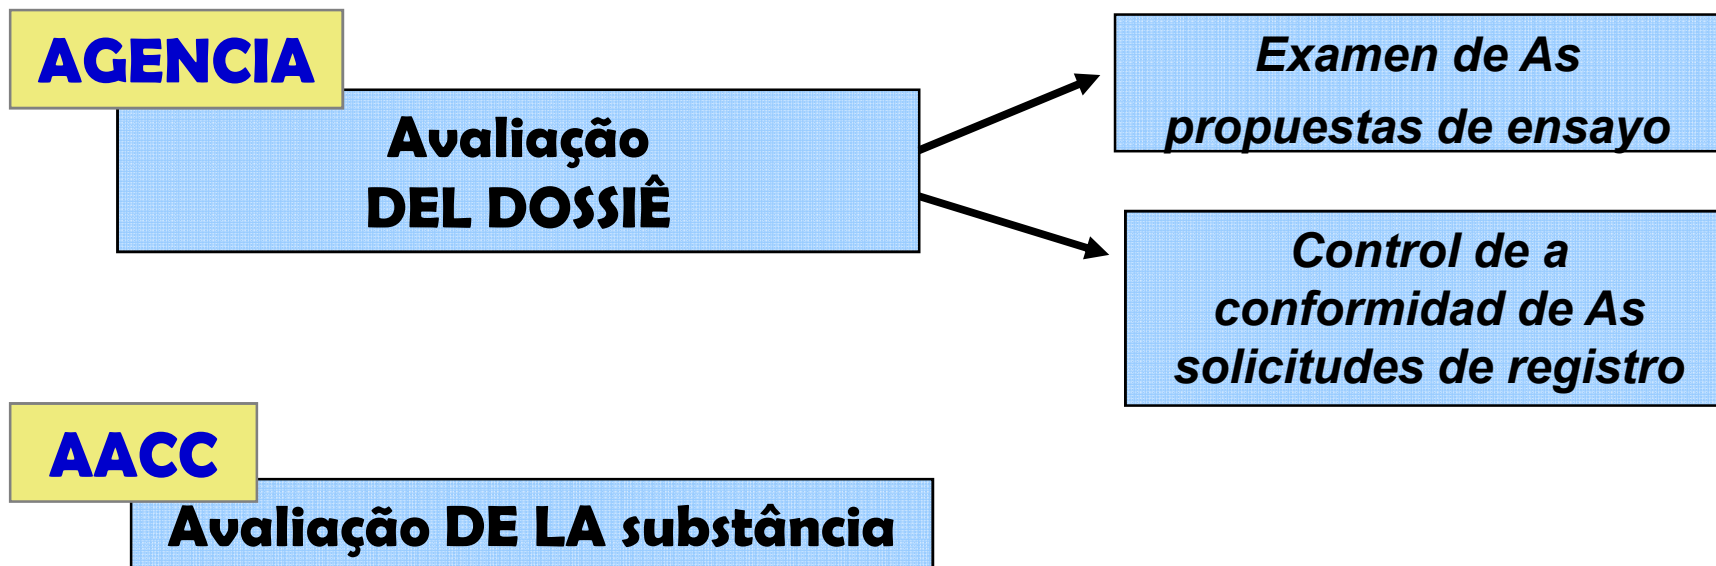 AGENCIA
Avaliação
DEL DOSSIÊ
Examen de As
propuestas de ensayo
Control de a
conformidad de As
solicitudes de registro
AACC
Avaliação DE LA substância